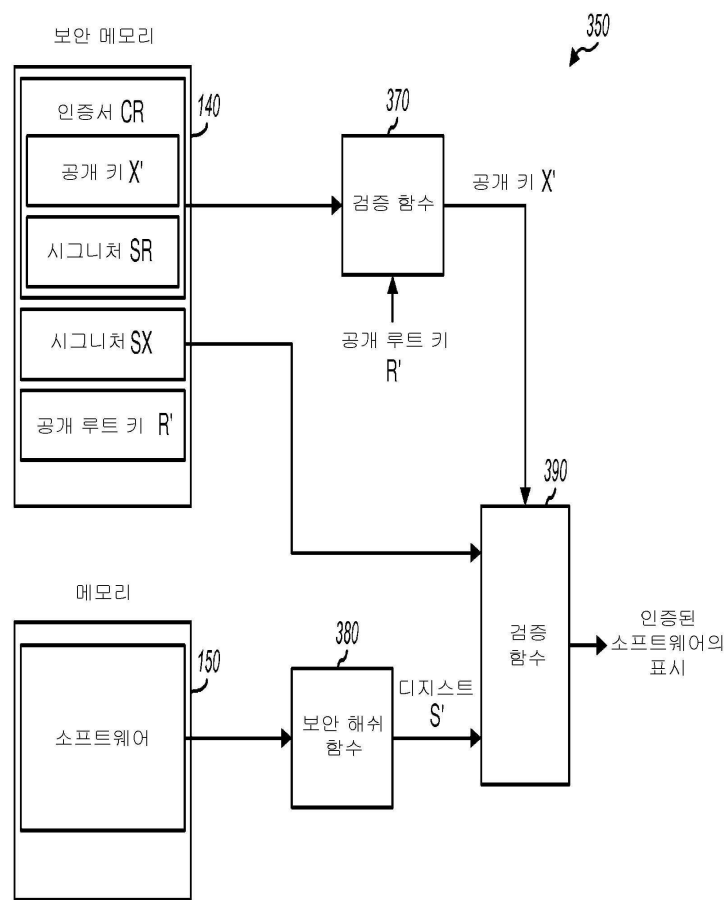 보안 메모리
350
인증서 CR
140
공개 키 X'
시그니처 SR
370
검증 함수
공개 키 X'
공개 루트 키
R'
시그니처 SX
공개 루트 키 R'
390
검증
함수
인증된
소프트웨어의
표시
메모리
150
소프트웨어
380
보안 해쉬
함수
디지스트
S'